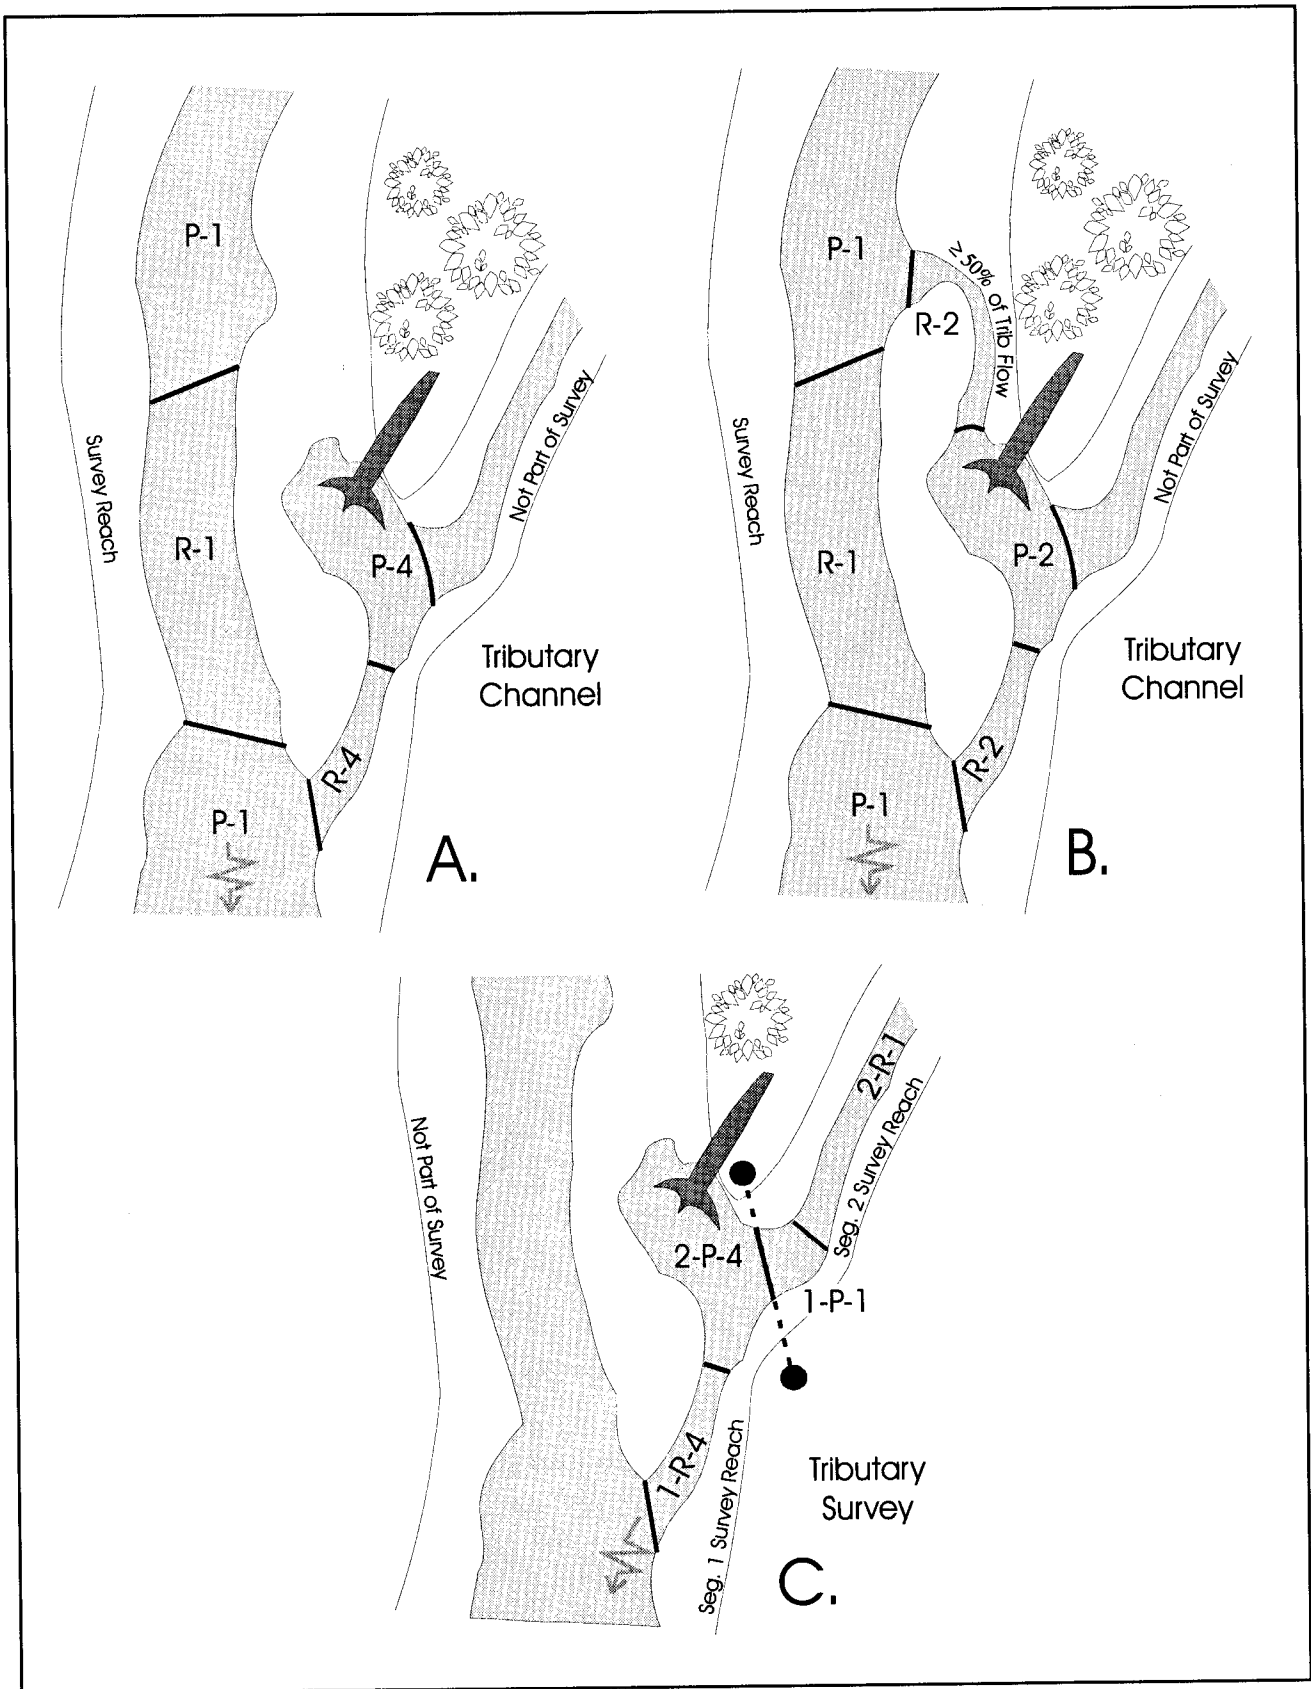 P-1
R-1
P-1
Survey Reach
P-4
R-4
Not Part of Survey
Tributary
Channel
A.
P-1
R-1
P-1
Survey Reach
≥50% of Trib Flow
R-2
P-2
R-2
Not Part of Survey
Tributary
Channel
B.
Not Part of Survey
2-R-1
Seg. 2 Survey Reach
2-P-4
1-P-1
1-R-4
Seg. 1 Survey Reach
Tributary
Survey
C.